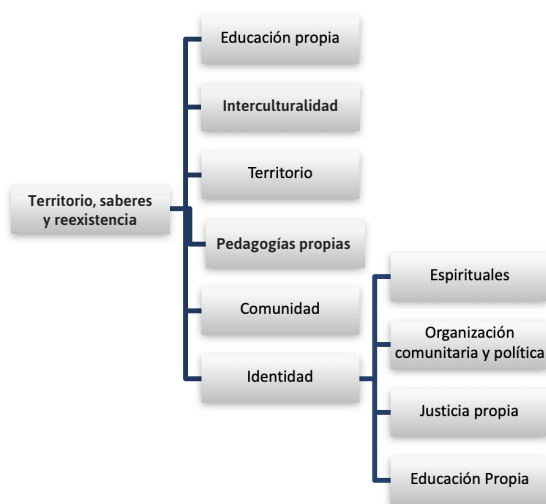 Educación propia
Interculturalidad
Territorio
Territorio, saberes
y reexistencia
Pedagogías propias
Comunidad
Identidad
Espirituales
Organización
comunitaria y política
Justicia propia
Educación Propia